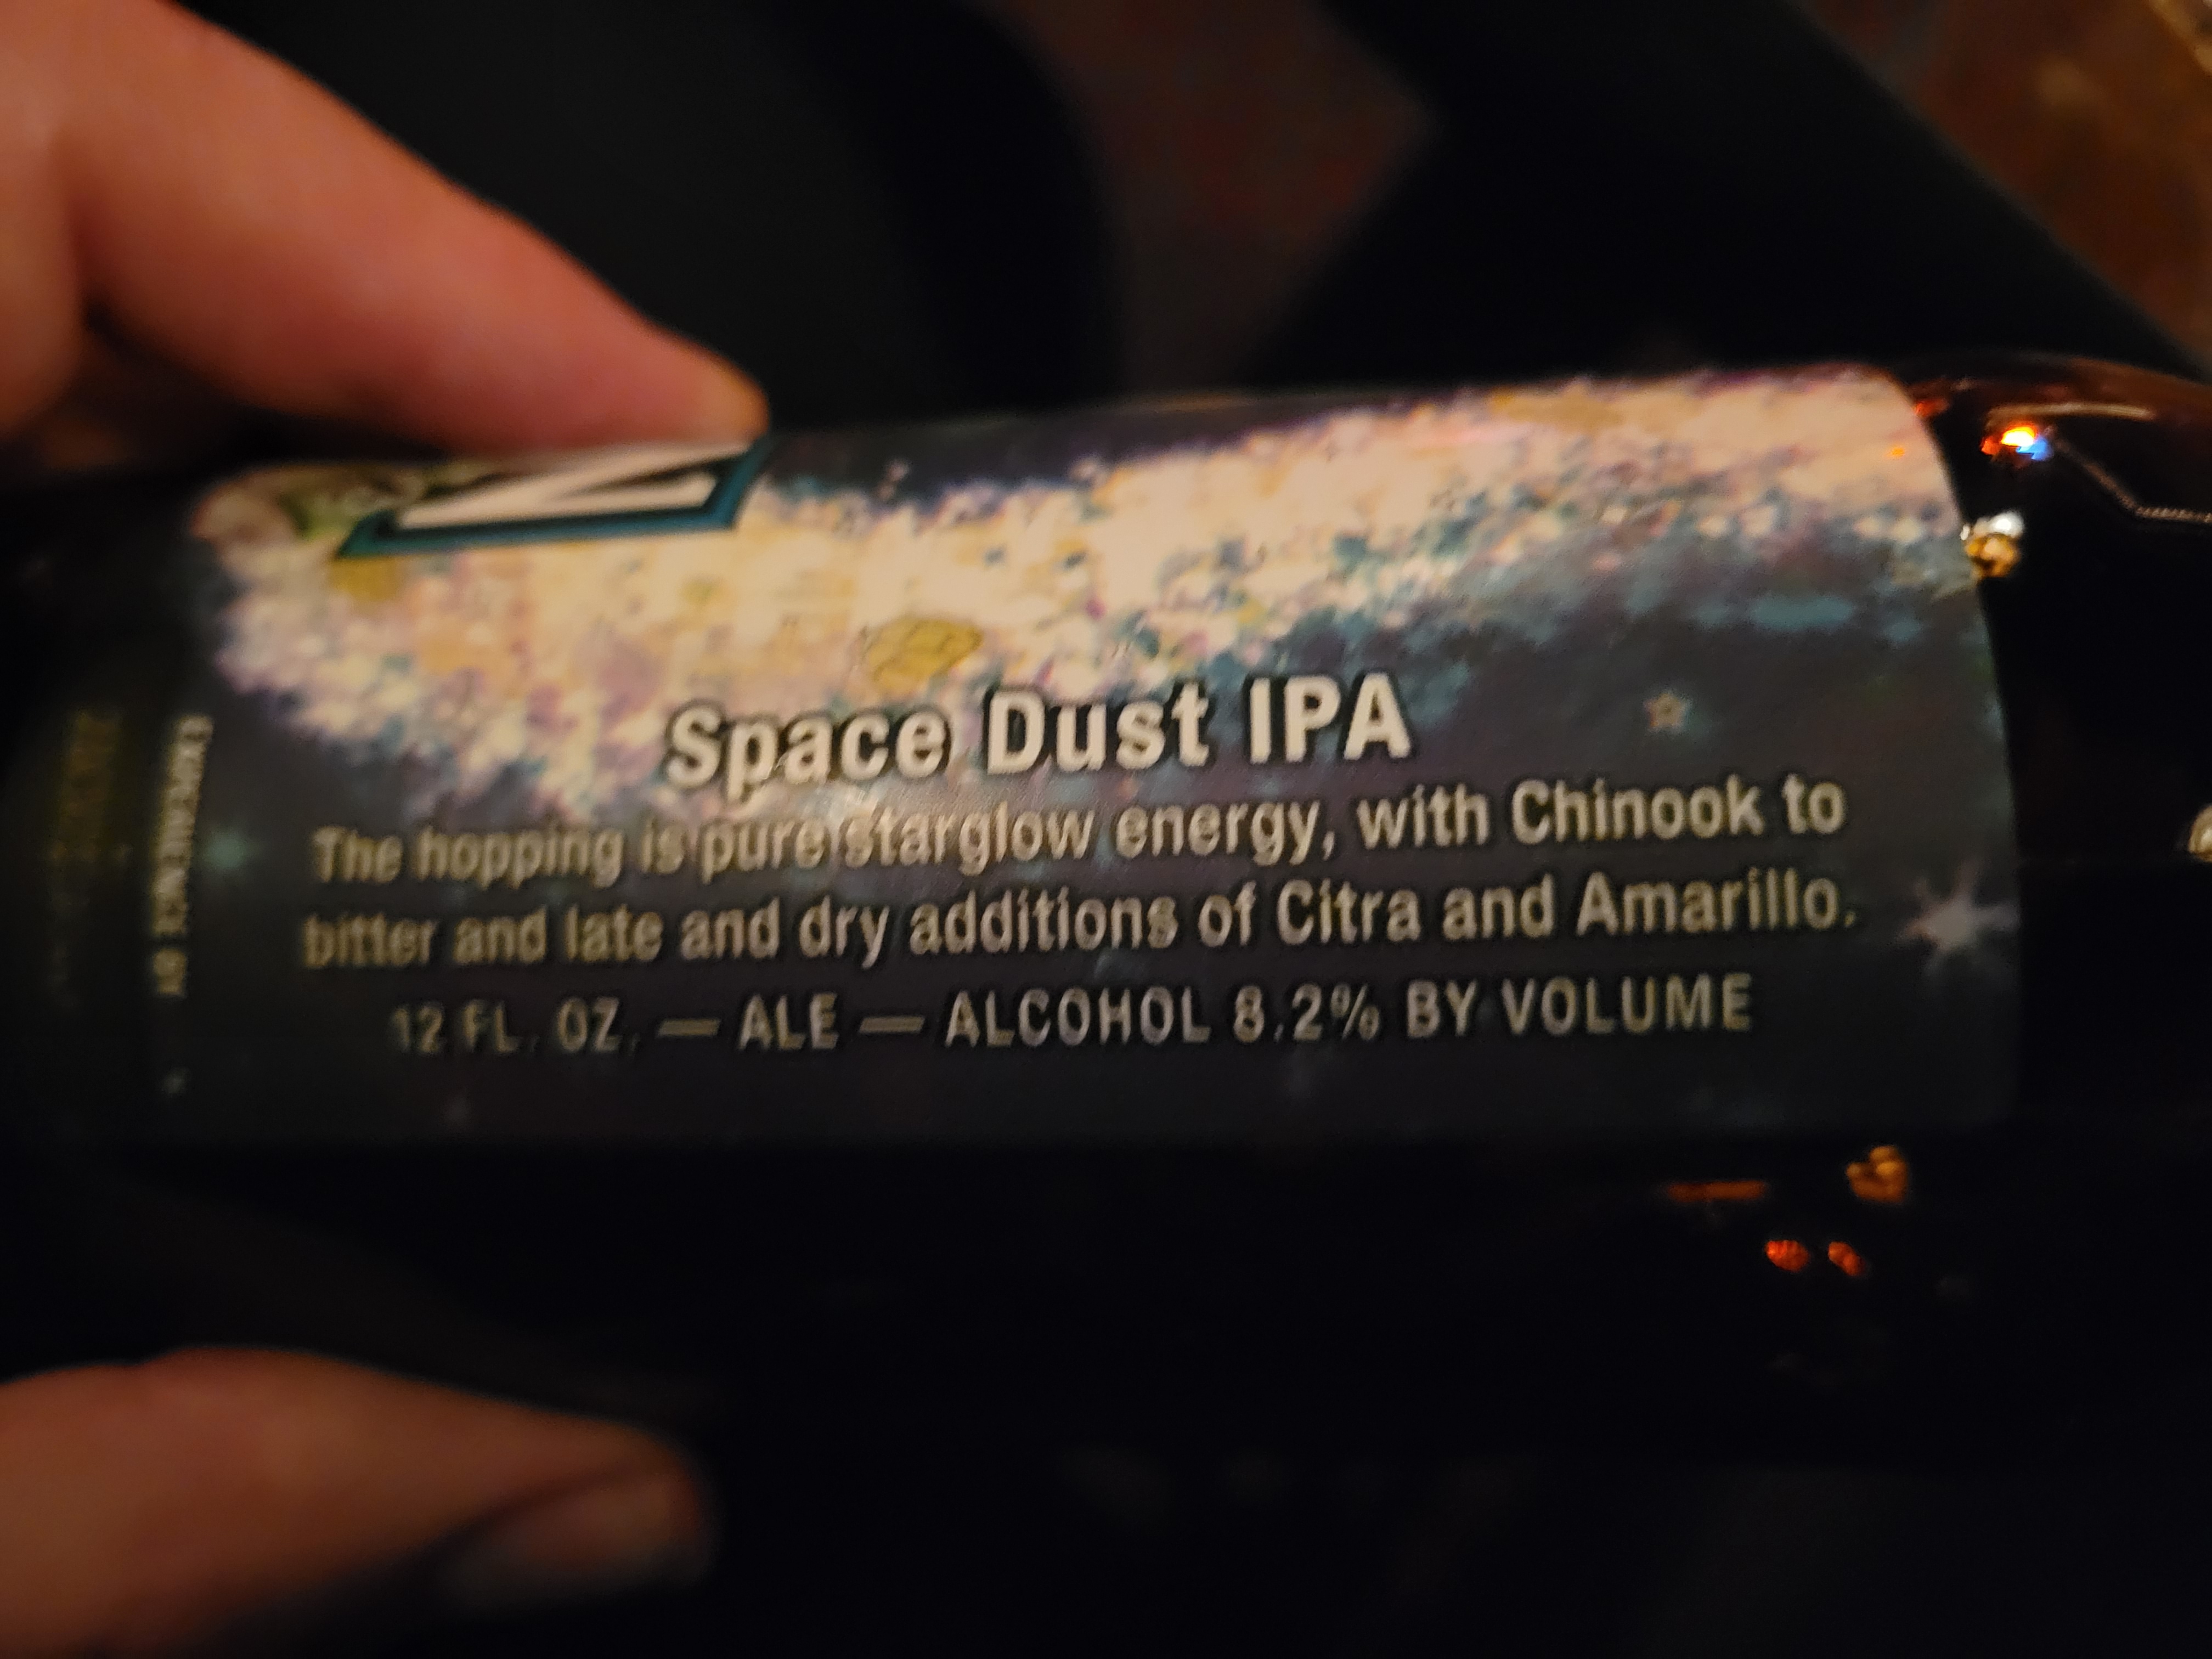 Space Dust IPA
The hopping is pure starglow energy, with Chinook to
bitter and late and dry additions of Citra and Amarillo.
12 FL. OZ. — ALE — ALCOHOL 8.2% BY VOLUME